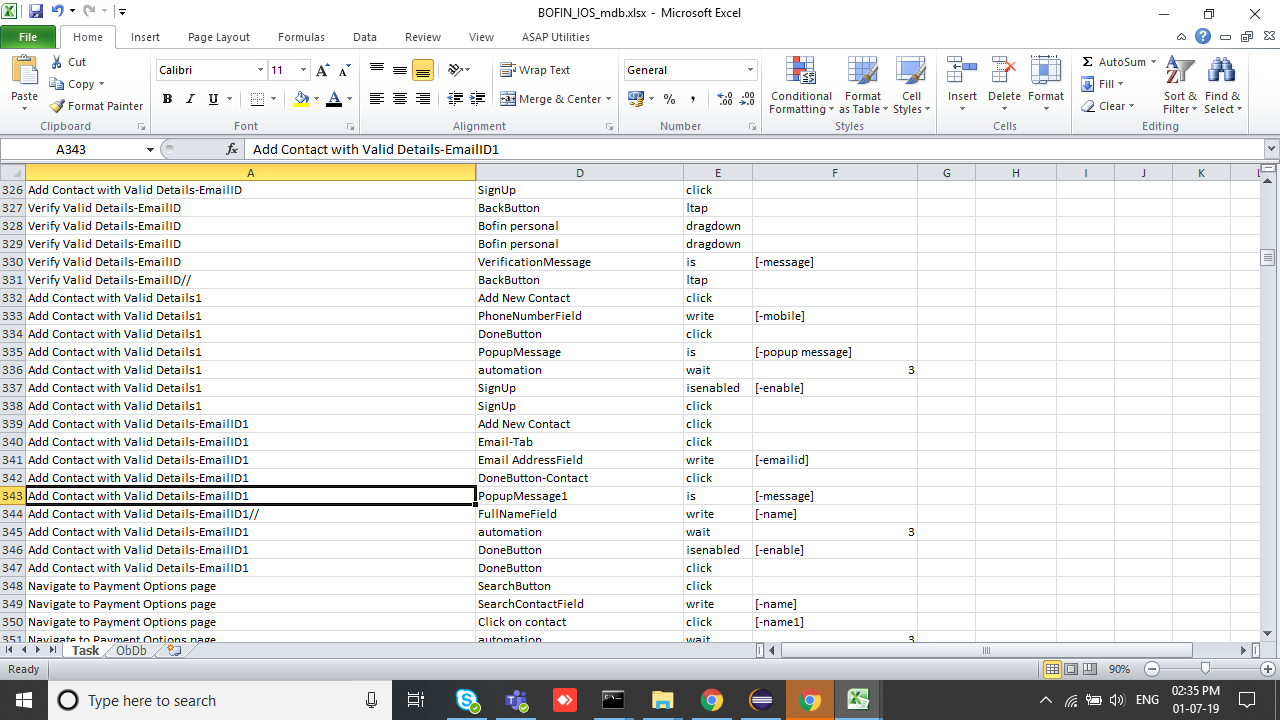 BOFIN_IOS_mdb.xlsx - Microsoft Excel
File Home Insert Page Layout Formulas Data Review View ASAP Utilities
Paste Cut Copy Format Painter Clipboard
Calibri 11 B I U Font
Wrap Text Merge & Center Alignment
General % , Number
Conditional Formatting Format as Table Cell Styles Styles
Insert Delete Format Cells
Σ AutoSum Fill Clear Sort & Filter Find & Select Editing
A343 fx Add Contact with Valid Details-EmailID1
A D E F G H I J K L
326 Add Contact with Valid Details-EmailID SignUp click
327 Verify Valid Details-EmailID BackButton ltap
328 Verify Valid Details-EmailID Bofin personal dragdown
329 Verify Valid Details-EmailID Bofin personal dragdown
330 Verify Valid Details-EmailID VerificationMessage is [-message]
331 Verify Valid Details-EmailID// BackButton ltap
332 Add Contact with Valid Details1 Add New Contact click
333 Add Contact with Valid Details1 PhoneNumberField write [-mobile]
334 Add Contact with Valid Details1 DoneButton click
335 Add Contact with Valid Details1 PopupMessage is [-popup message]
336 Add Contact with Valid Details1 automation wait 3
337 Add Contact with Valid Details1 SignUp isenabled [-enable]
338 Add Contact with Valid Details1 SignUp click
339 Add Contact with Valid Details-EmailID1 Add New Contact click
340 Add Contact with Valid Details-EmailID1 Email-Tab click
341 Add Contact with Valid Details-EmailID1 Email AddressField write [-emailid]
342 Add Contact with Valid Details-EmailID1 DoneButton-Contact click
343 Add Contact with Valid Details-EmailID1 PopupMessage1 is [-message]
344 Add Contact with Valid Details-EmailID1// FullNameField write [-name]
345 Add Contact with Valid Details-EmailID1 automation wait 3
346 Add Contact with Valid Details-EmailID1 DoneButton isenabled [-enable]
347 Add Contact with Valid Details-EmailID1 DoneButton click
348 Navigate to Payment Options page SearchButton click
349 Navigate to Payment Options page SearchContactField write [-name]
350 Navigate to Payment Options page Click on contact click [-name1]
351 Navigate to Payment Options page automation wait 3
Task ObDb
Ready 90%
Type here to search ENG 02:35 PM
01-07-19